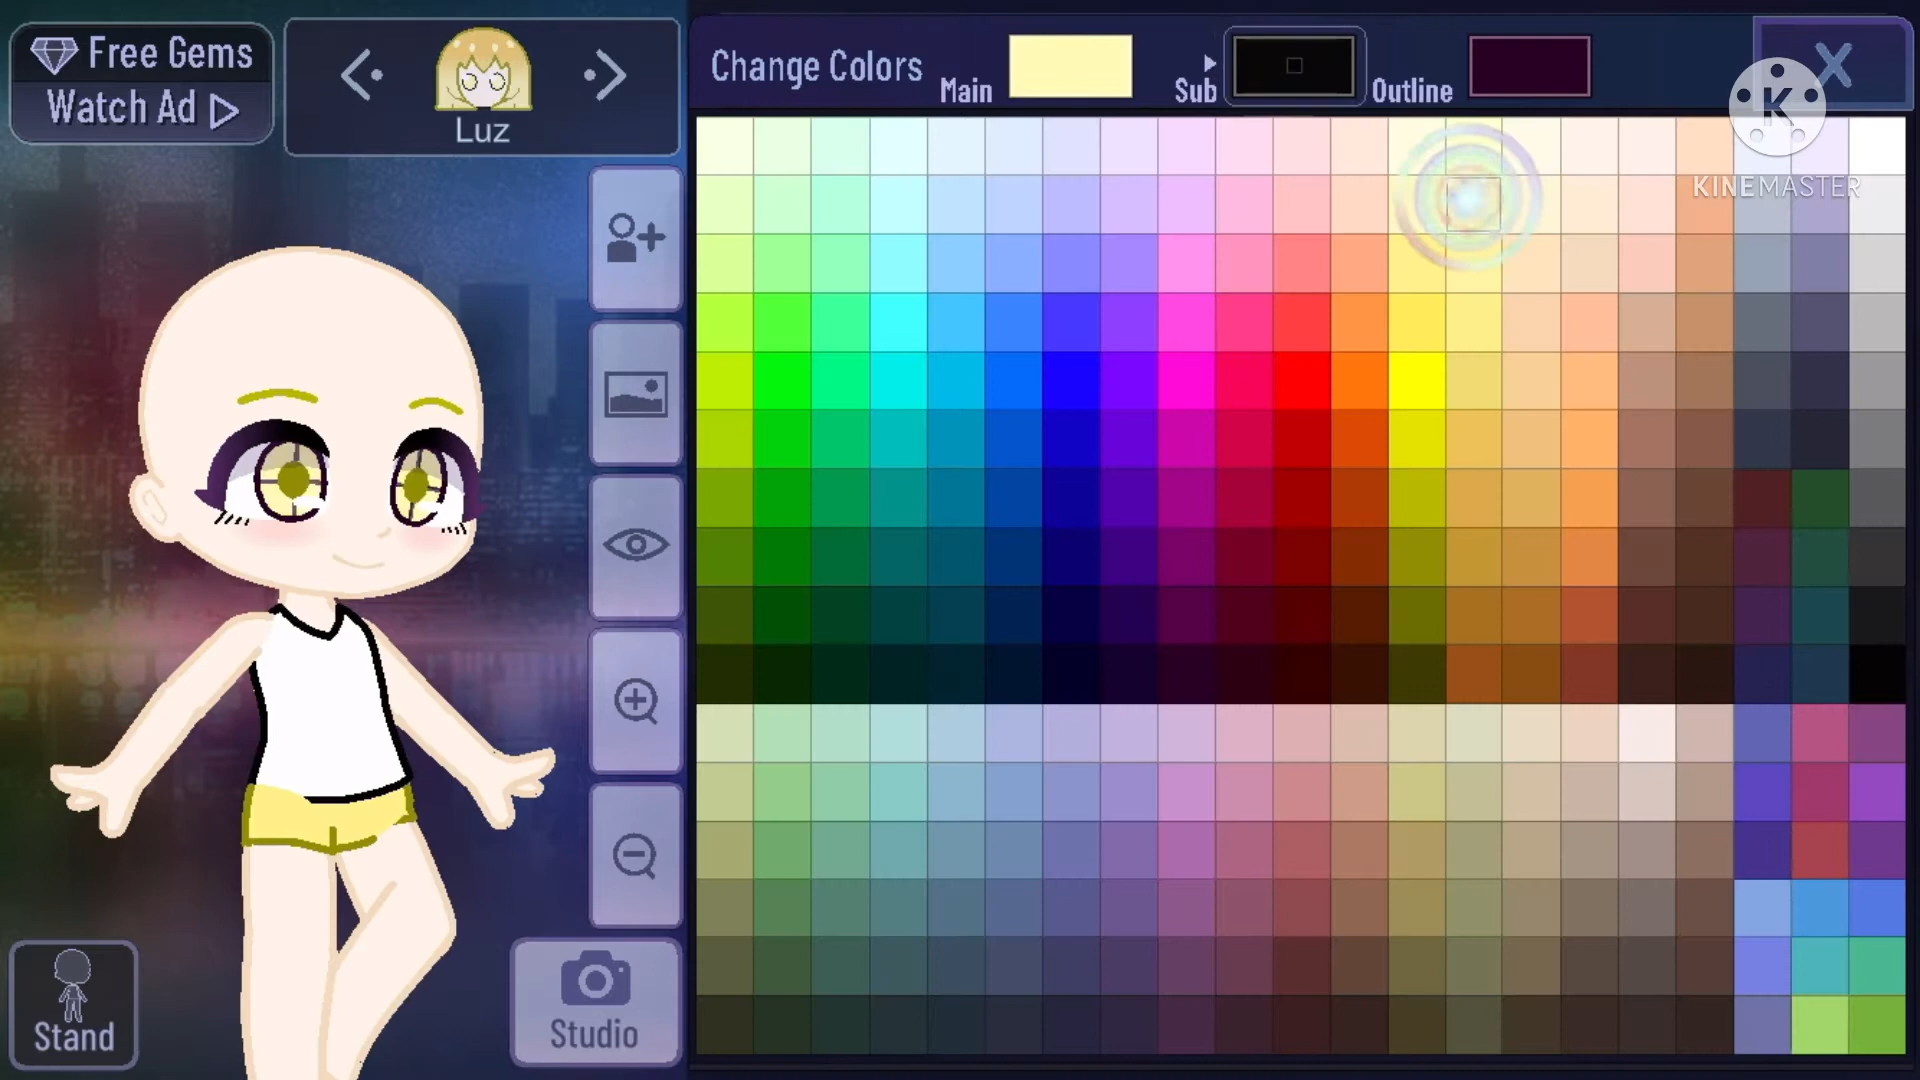 Free Gems
Watch Ad
Luz
Change Colors
Main
Sub
Outline
X
K
KINEMASTER
Stand
Studio